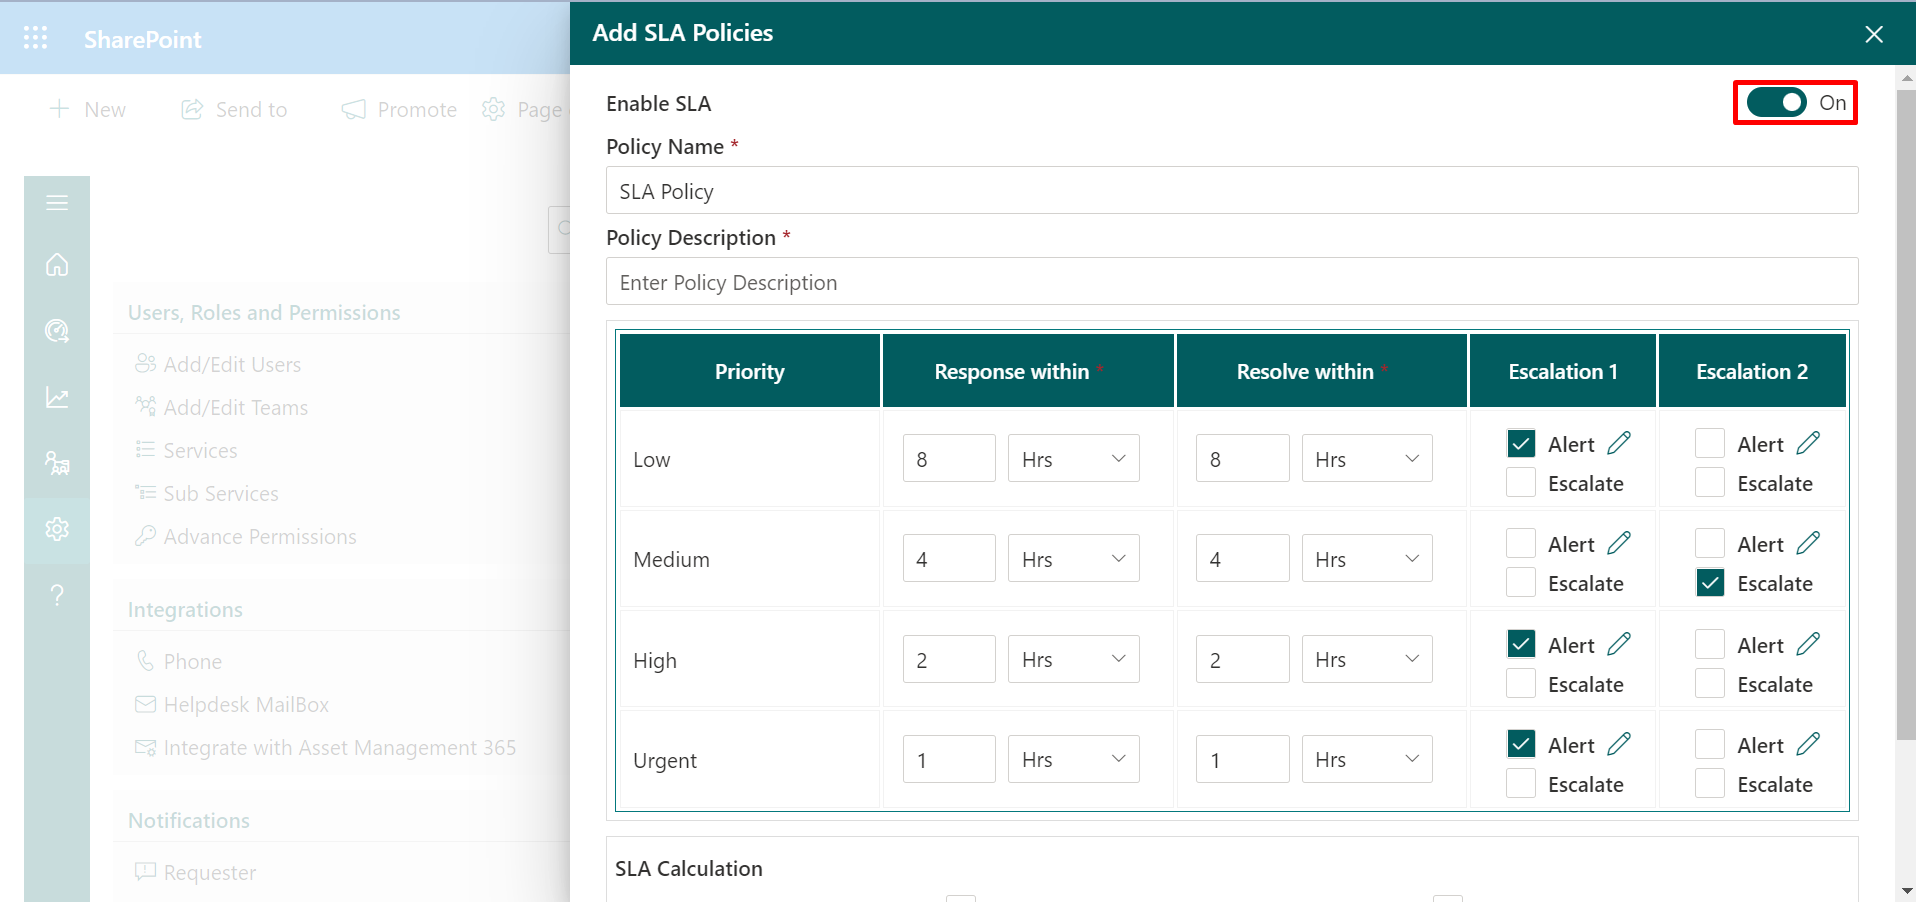 SharePoint
Add SLA Policies
New
Send to
Promote
Page
Enable SLA
On
Policy Name *
SLA Policy
Policy Description *
Enter Policy Description
Users, Roles and Permissions
Add/Edit Users
Add/Edit Teams
Services
Sub Services
Advance Permissions
Integrations
Phone
Helpdesk MailBox
Integrate with Asset Management 365
Notifications
Requester
Priority Response within * Resolve within * Escalation 1 Escalation 2
Low 8 Hrs 8 Hrs Alert Alert
Escalate Escalate
Medium 4 Hrs 4 Hrs Alert Alert
Escalate Escalate
High 2 Hrs 2 Hrs Alert Alert
Escalate Escalate
Urgent 1 Hrs 1 Hrs Alert Alert
Escalate Escalate
SLA Calculation